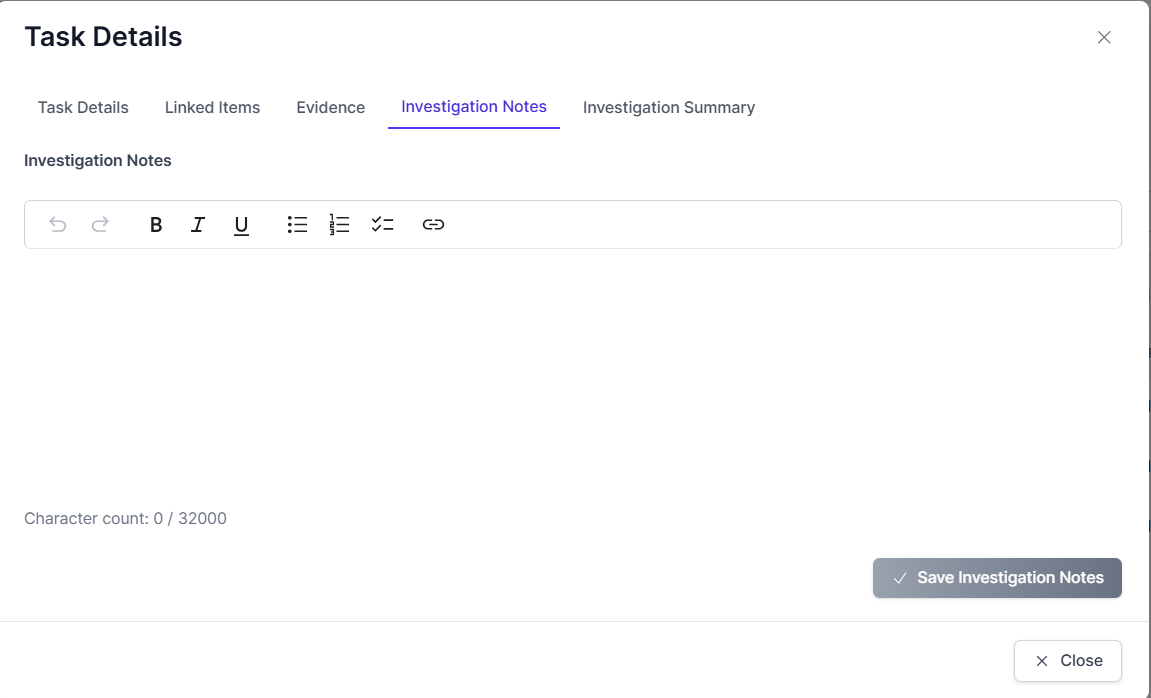 Task Details
Task Details Linked Items Evidence Investigation Notes Investigation Summary
Investigation Notes
B I U
Character count: 0 / 32000
Save Investigation Notes
Close